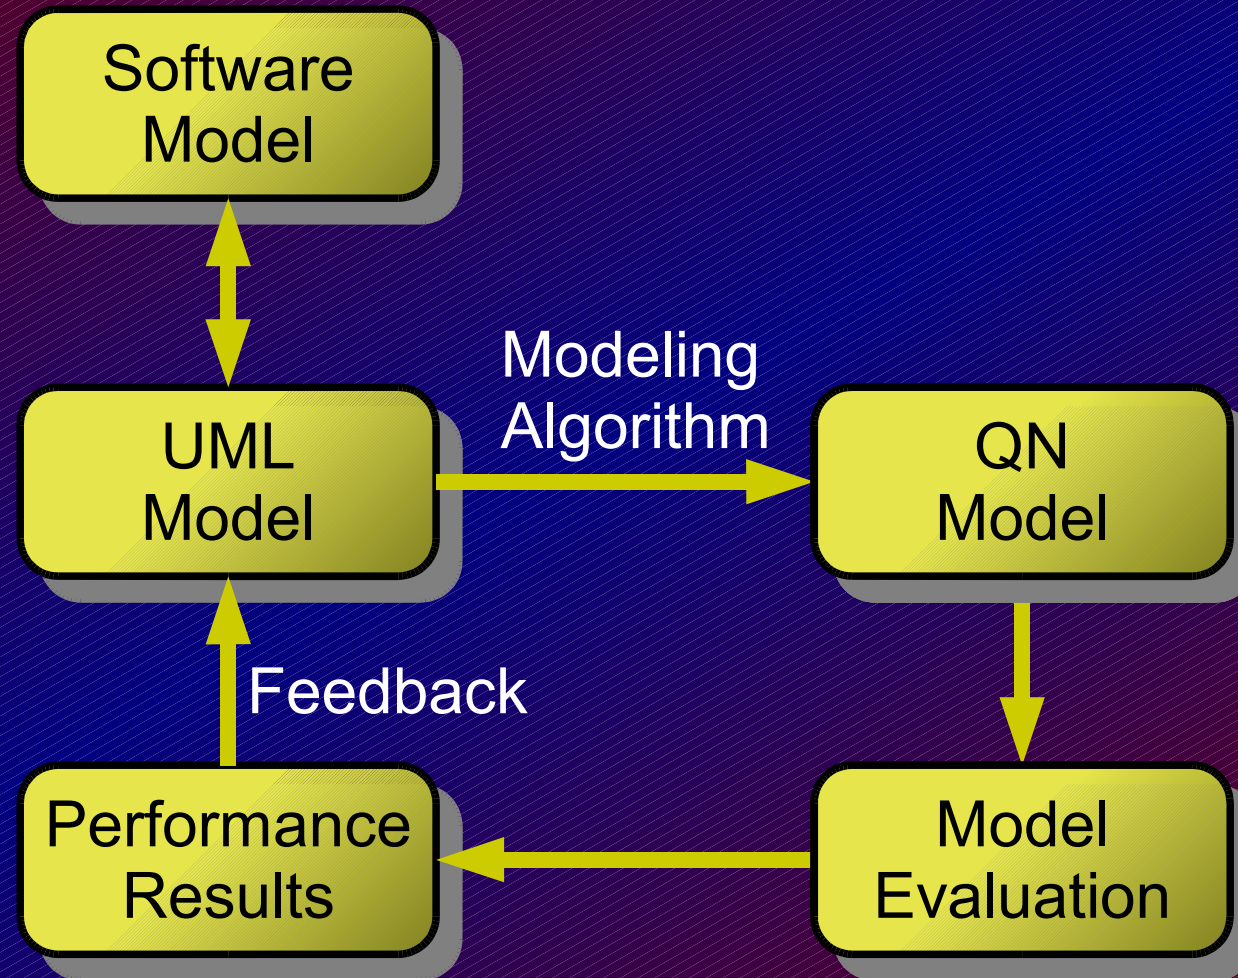 Software
Model
Modeling
Algorithm
UML
Model
QN
Model
Feedback
Performance
Results
Model
Evaluation